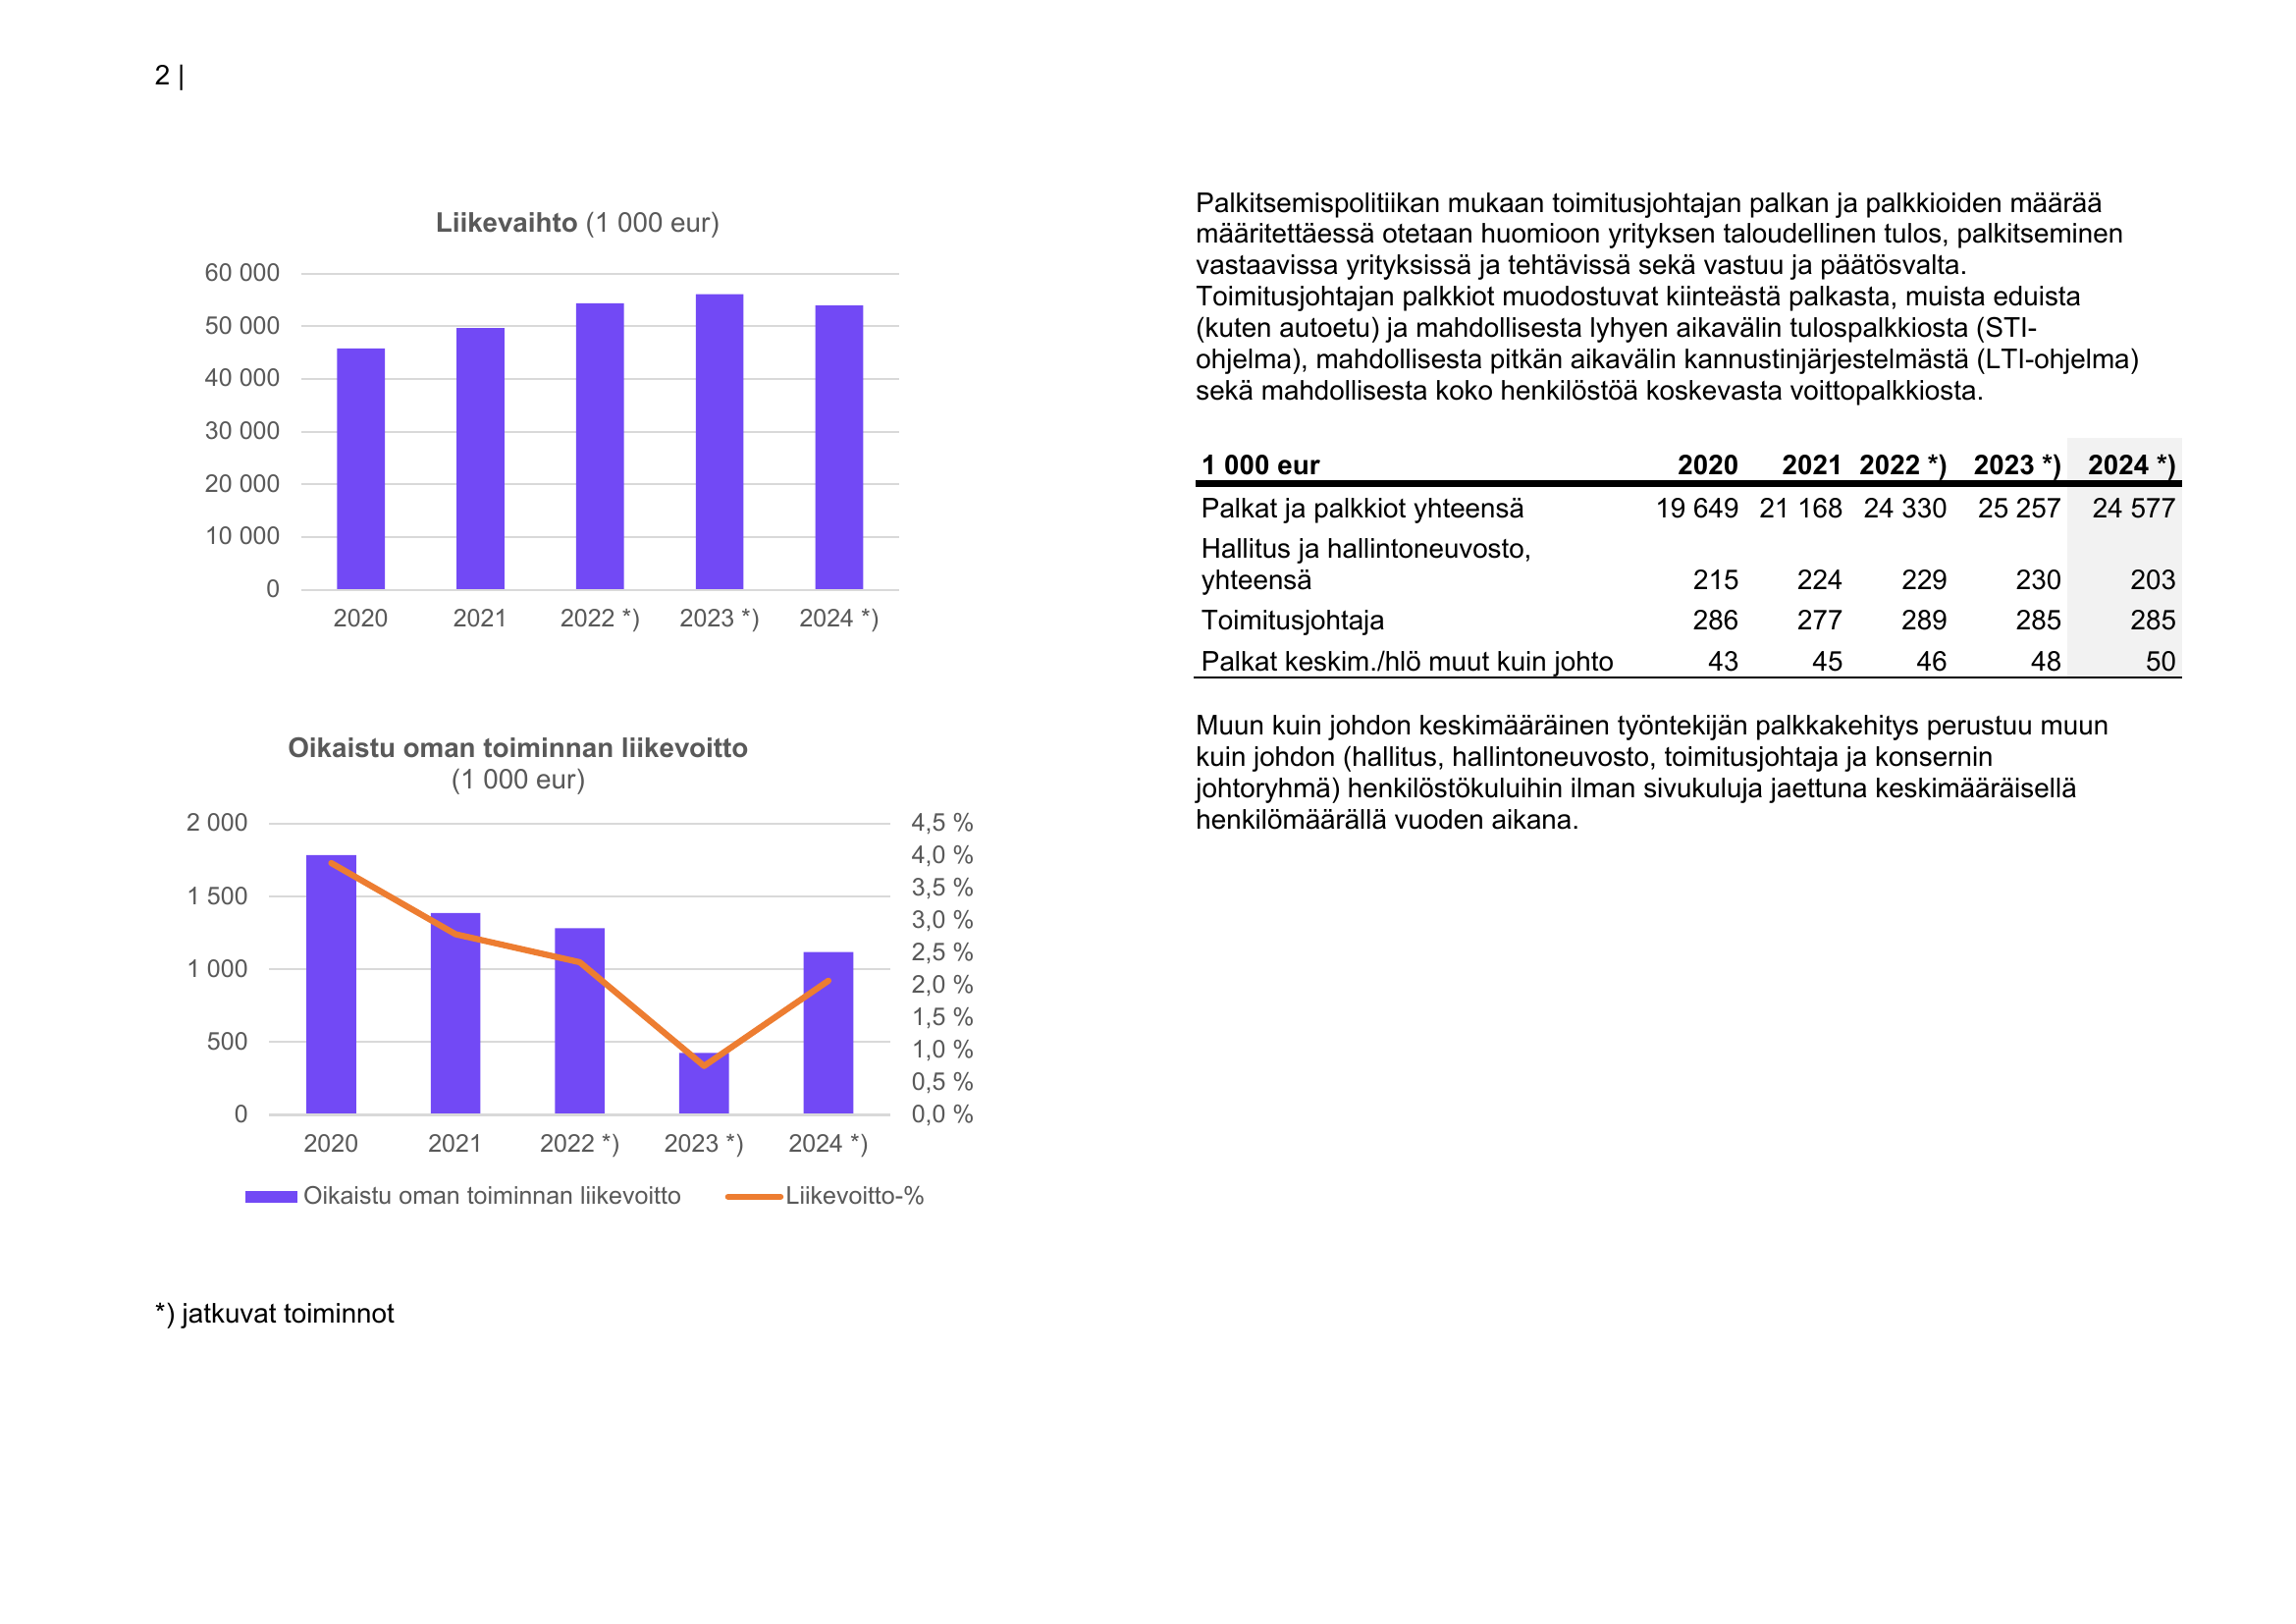 2 |
Liikevaihto (1 000 eur)
60 000
50 000
40 000
30 000
20 000
10 000
0
2020 2021 2022 *) 2023 *) 2024 *)
Oikaistu oman toiminnan liikevoitto
(1 000 eur)
2 000 4,5 %
4,0 %
1 500 3,5 %
3,0 %
2,5 %
1 000 2,0 %
1,5 %
500 1,0 %
0,5 %
0 0,0 %
2020 2021 2022 *) 2023 *) 2024 *)
Oikaistu oman toiminnan liikevoitto Liikevoitto-%
*) jatkuvat toiminnot
Palkitsemispolitiikan mukaan toimitusjohtajan palkan ja palkkioiden määrää
määritettäessä otetaan huomioon yrityksen taloudellinen tulos, palkitseminen
vastaavissa yrityksissä ja tehtävissä sekä vastuu ja päätösvalta.
Toimitusjohtajan palkkiot muodostuvat kiinteästä palkasta, muista eduista
(kuten autoetu) ja mahdollisesta lyhyen aikavälin tulospalkkiosta (STI-
ohjelma), mahdollisesta pitkän aikavälin kannustinjärjestelmästä (LTI-ohjelma)
sekä mahdollisesta koko henkilöstöä koskevasta voittopalkkiosta.
1 000 eur 2020 2021 2022 *) 2023 *) 2024 *)
Palkat ja palkkiot yhteensä 19 649 21 168 24 330 25 257 24 577
Hallitus ja hallintoneuvosto,
yhteensä 215 224 229 230 203
Toimitusjohtaja 286 277 289 285 285
Palkat keskim./hlö muut kuin johto 43 45 46 48 50
Muun kuin johdon keskimääräinen työntekijän palkkakehitys perustuu muun
kuin johdon (hallitus, hallintoneuvosto, toimitusjohtaja ja konsernin
johtoryhmä) henkilöstökuluihin ilman sivukuluja jaettuna keskimääräisellä
henkilömäärällä vuoden aikana.